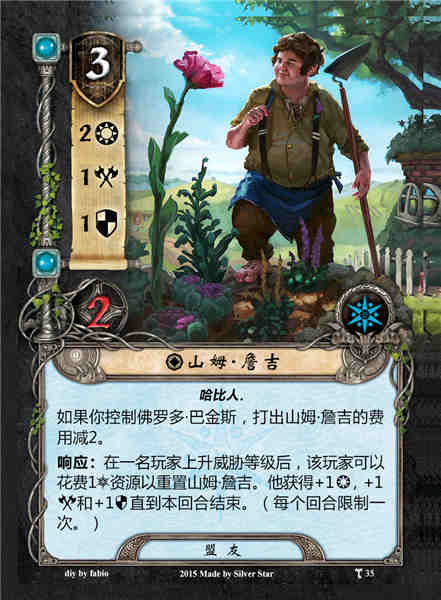 3
2
1
1
2
山姆·詹吉
哈比人.
如果你控制佛罗多·巴金斯，打出山姆·詹吉的费
用减2。
响应：在一名玩家上升威胁等级后，该玩家可以
花费1资源以重置山姆·詹吉。他获得+1，+1
和+1直到本回合结束。（每个回合限制一
次。）
盟友
diy by fabio 2015 Made by Silver Star 35